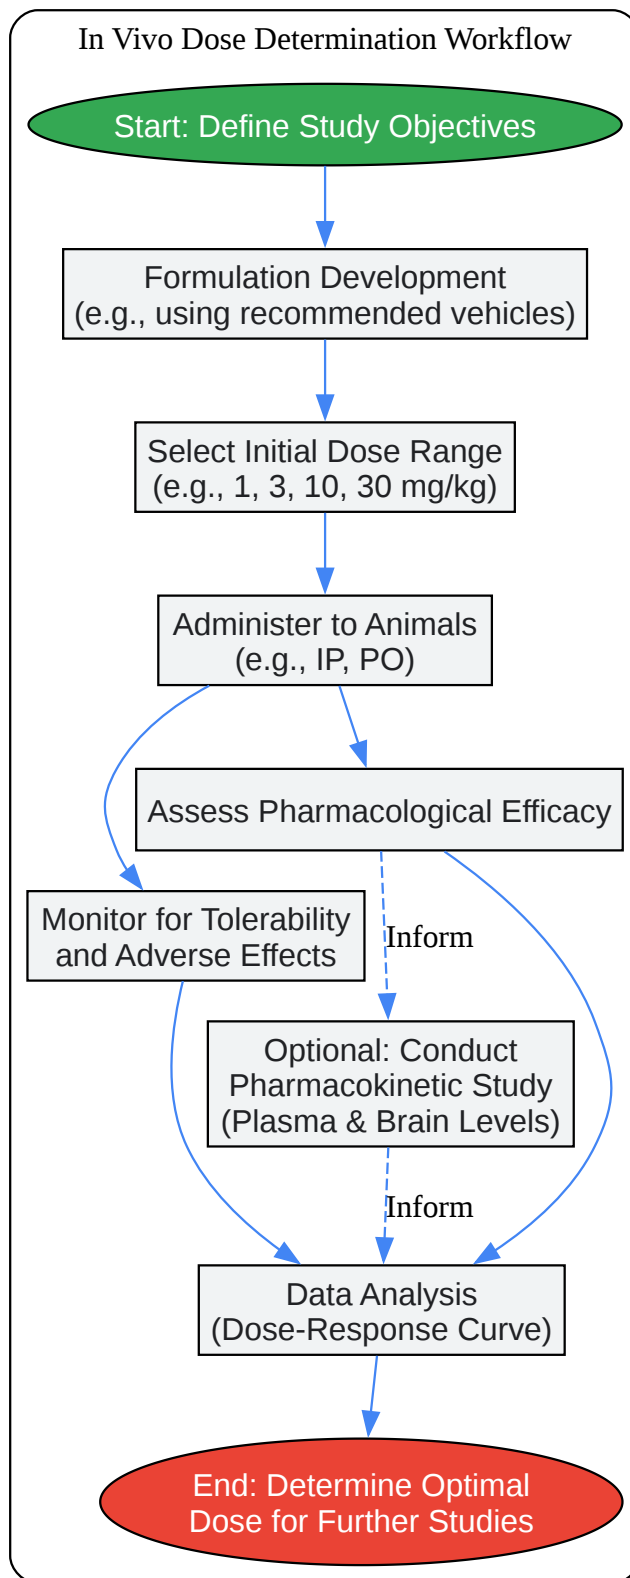 In Vivo Dose Determination Workflow
Start: Define Study Objectives
Formulation Development
(e.g., using recommended vehicles)
Select Initial Dose Range
(e.g., 1, 3, 10, 30 mg/kg)
Administer to Animals
(e.g., IP, PO)
Assess Pharmacological Efficacy
Monitor for Tolerability
and Adverse Effects
Inform
Optional: Conduct
Pharmacokinetic Study
(Plasma & Brain Levels)
Inform
Data Analysis
(Dose-Response Curve)
End: Determine Optimal
Dose for Further Studies